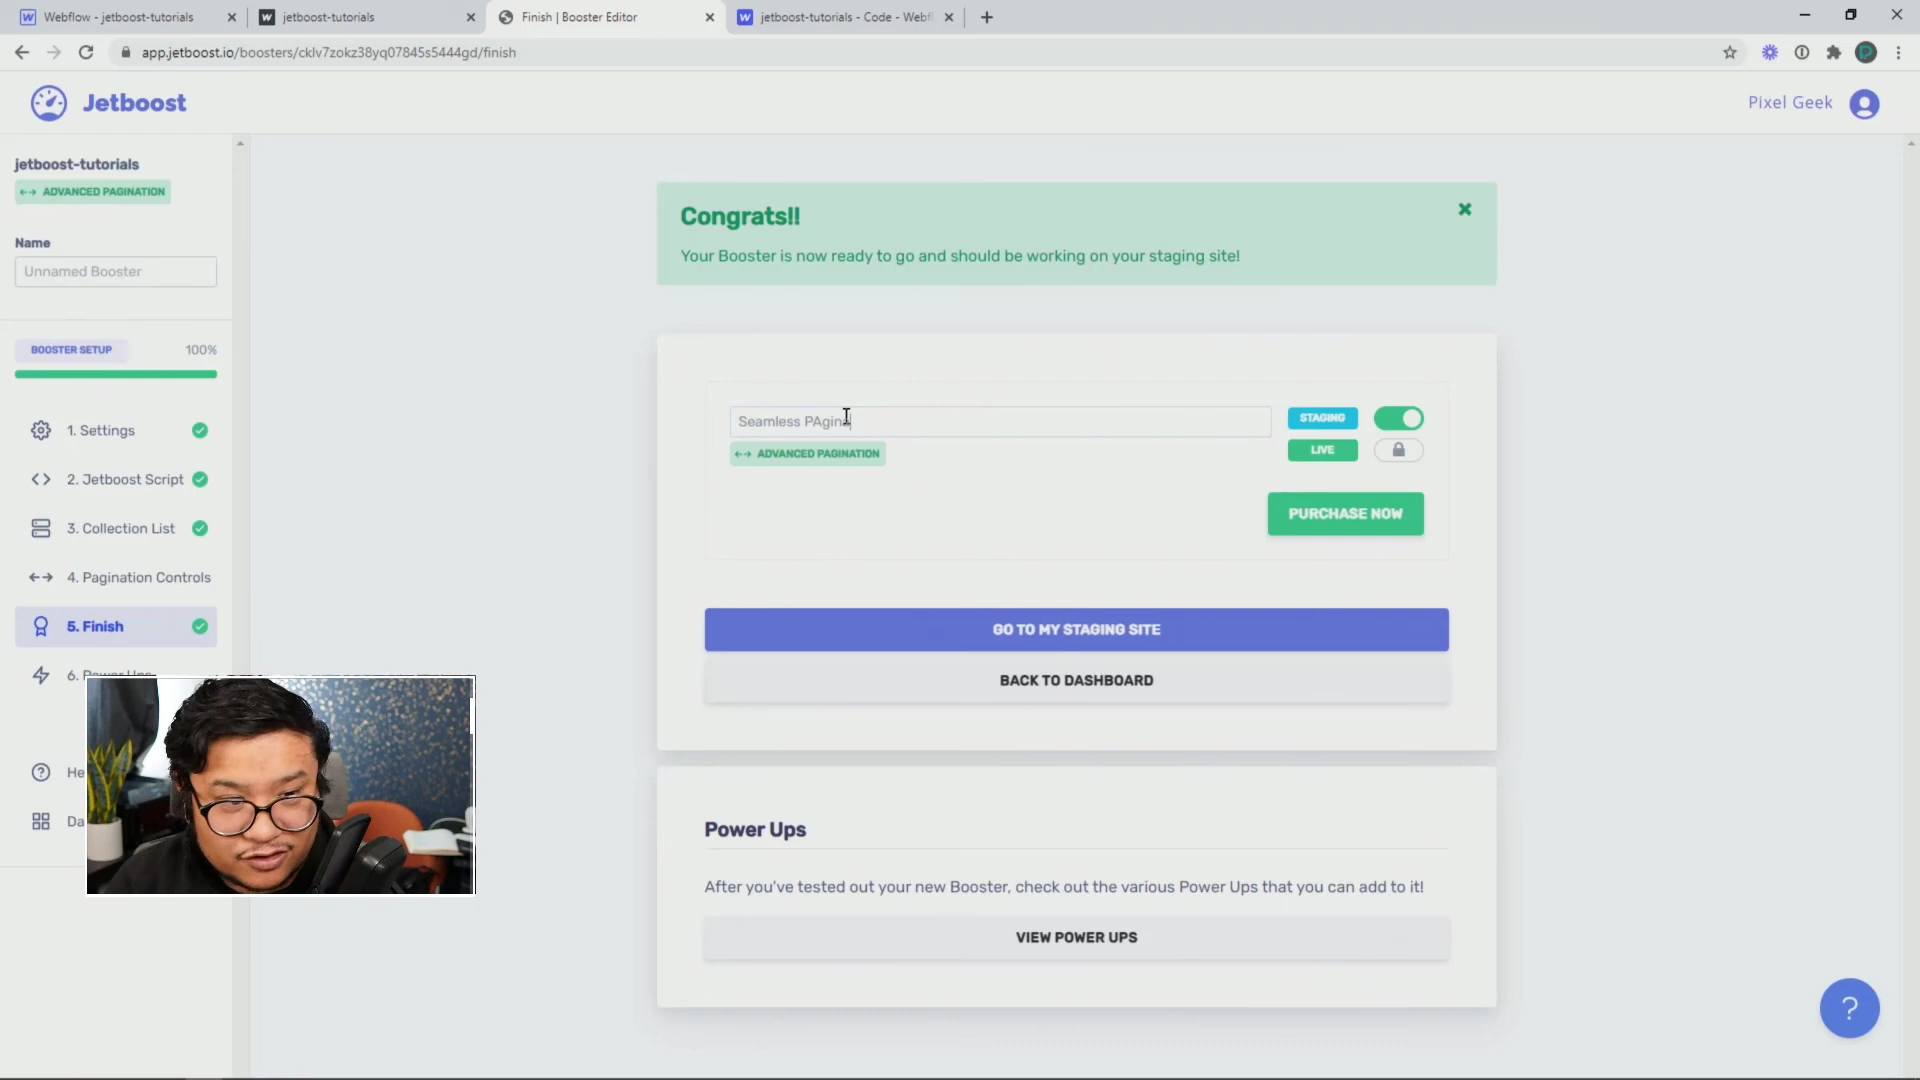 Webflow - jetboost-tutorials
jetboost-tutorials
Finish | Booster Editor
jetboost-tutorials - Code - Webfl
app.jetboost.io/boosters/cklv7zokz38yq07845s5444gd/finish
Jetboost
Pixel Geek
jetboost-tutorials
ADVANCED PAGINATION
Name
Unnamed Booster
BOOSTER SETUP 100%
1. Settings
2. Jetboost Script
3. Collection List
4. Pagination Controls
5. Finish
6. Power Ups
He
Da
Congrats!!
Your Booster is now ready to go and should be working on your staging site!
Seamless PAgina
ADVANCED PAGINATION
STAGING
LIVE
PURCHASE NOW
GO TO MY STAGING SITE
BACK TO DASHBOARD
Power Ups
After you've tested out your new Booster, check out the various Power Ups that you can add to it!
VIEW POWER UPS
?